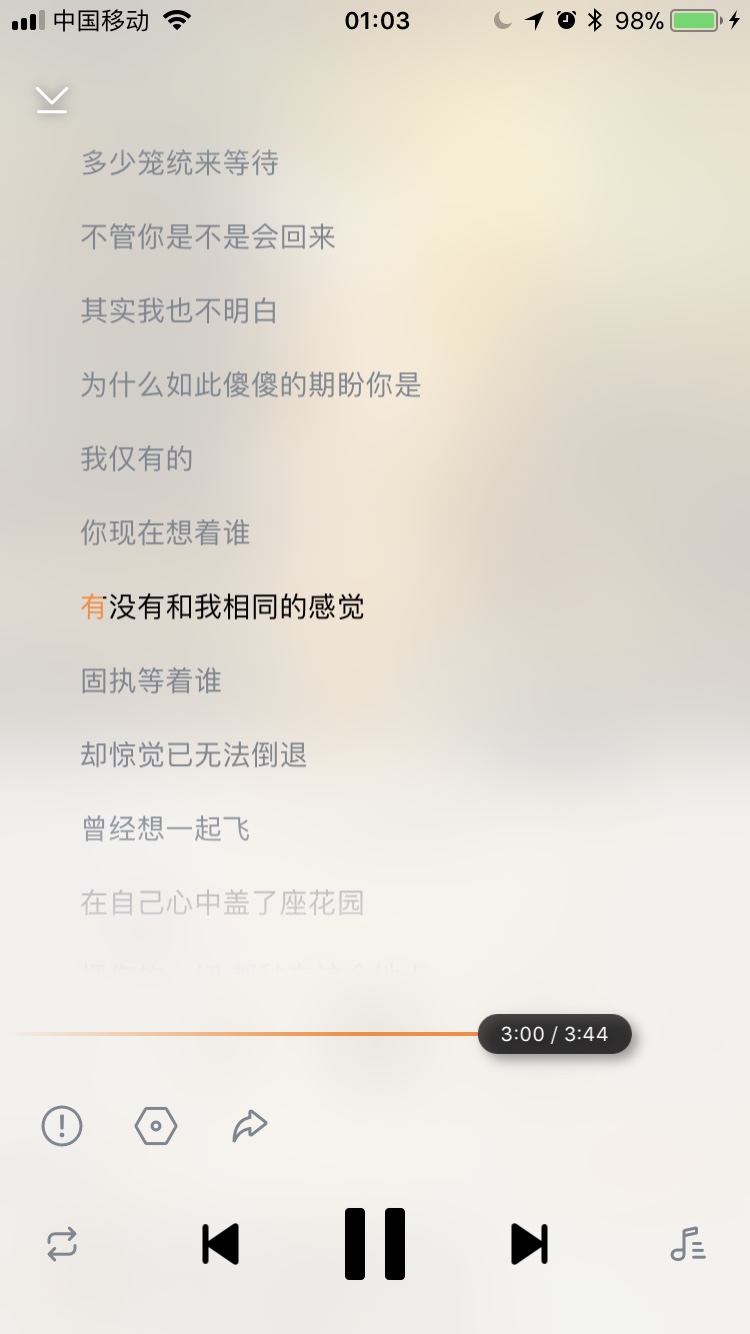 中国移动 01:03 98%
多少笼统来等待
不管你是不是会回来
其实我也不明白
为什么如此傻傻的期盼你是
我仅有的
你现在想着谁
有没有和我相同的感觉
固执等着谁
却惊觉已无法倒退
曾经想一起飞
在自己心中盖了座花园
3:00 / 3:44